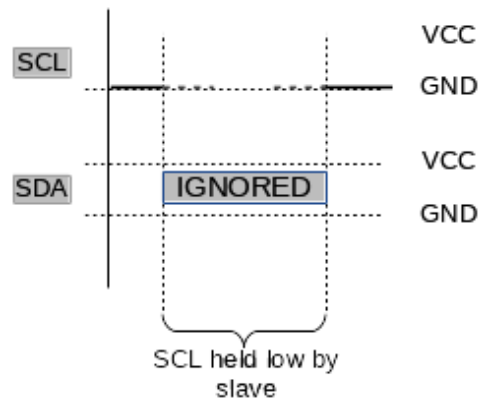 VCC
SCL
GND
VCC
SDA
IGNORED
GND
SCL held low by
slave